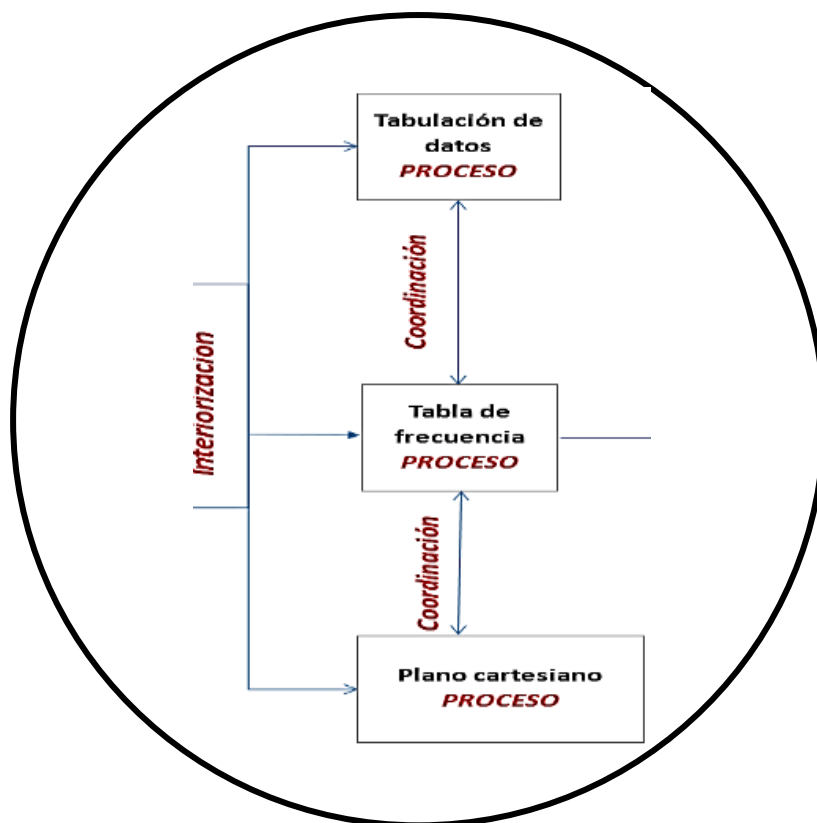 Tabulación de
datos
PROCESO
Coordinación
Interiorizacion
Tabla de
frecuencia
PROCESO
Coordinación
Plano cartesiano
PROCESO